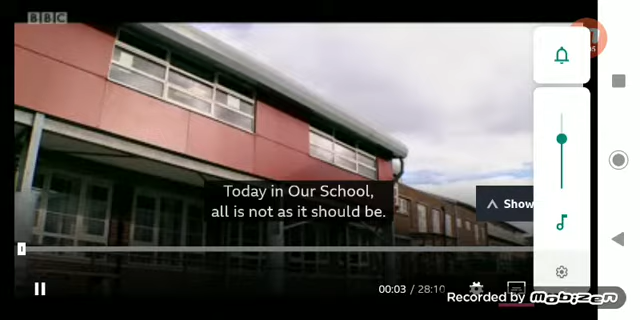 BBC
Today in Our School,
all is not as it should be.
Show
00:03 / 28:10
Recorded by mobizen